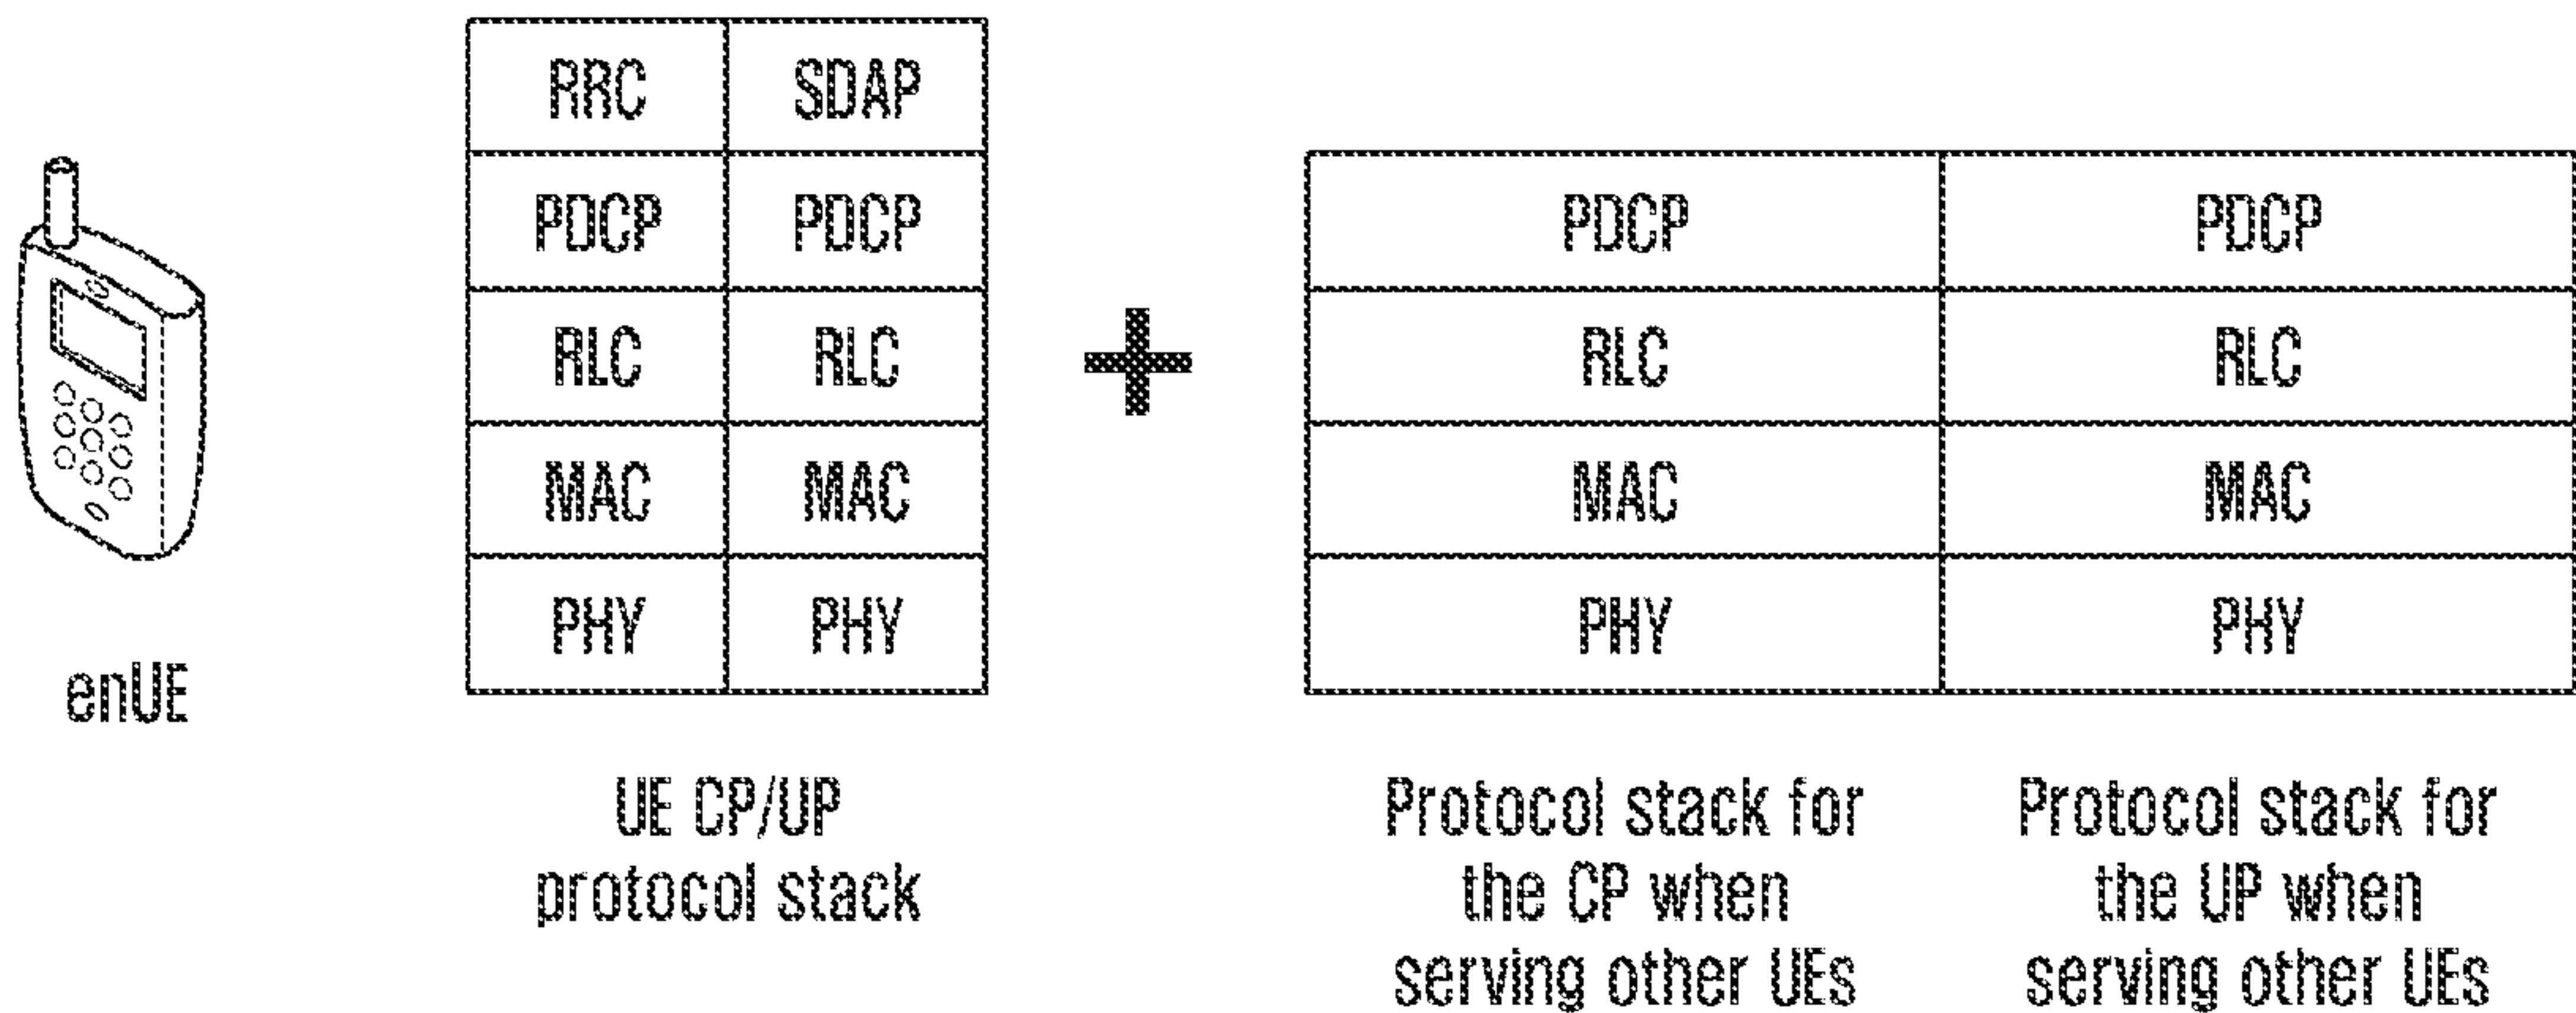 RRC SDAP
PDCP PDCP PDCP PDCP
RLC RLC RLC RLC
MAC MAC MAC MAC
PHY PHY PHY PHY
enUE
UE CP/UP
protocol stack
Protocol stack for
the CP when
serving other UEs
Protocol stack for
the UP when
serving other UEs